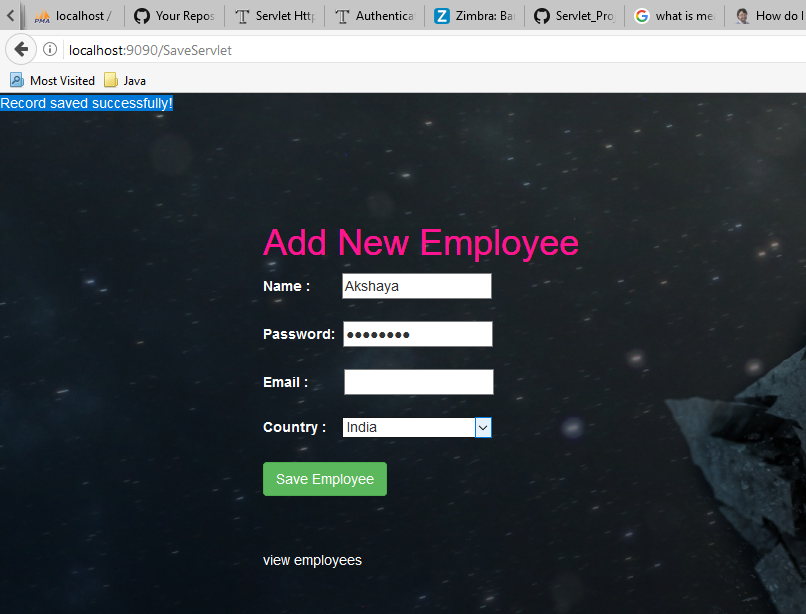 localhost /
Your Repos
Servlet Http
Authentica
Zimbra: Ba
Servlet_Pro
what is me
How do I
localhost:9090/SaveServlet
Most Visited
Java
Record saved successfully!
Add New Employee
Name :
Akshaya
Password:
●●●●●●●●
Email :
Country :
India
Save Employee
view employees